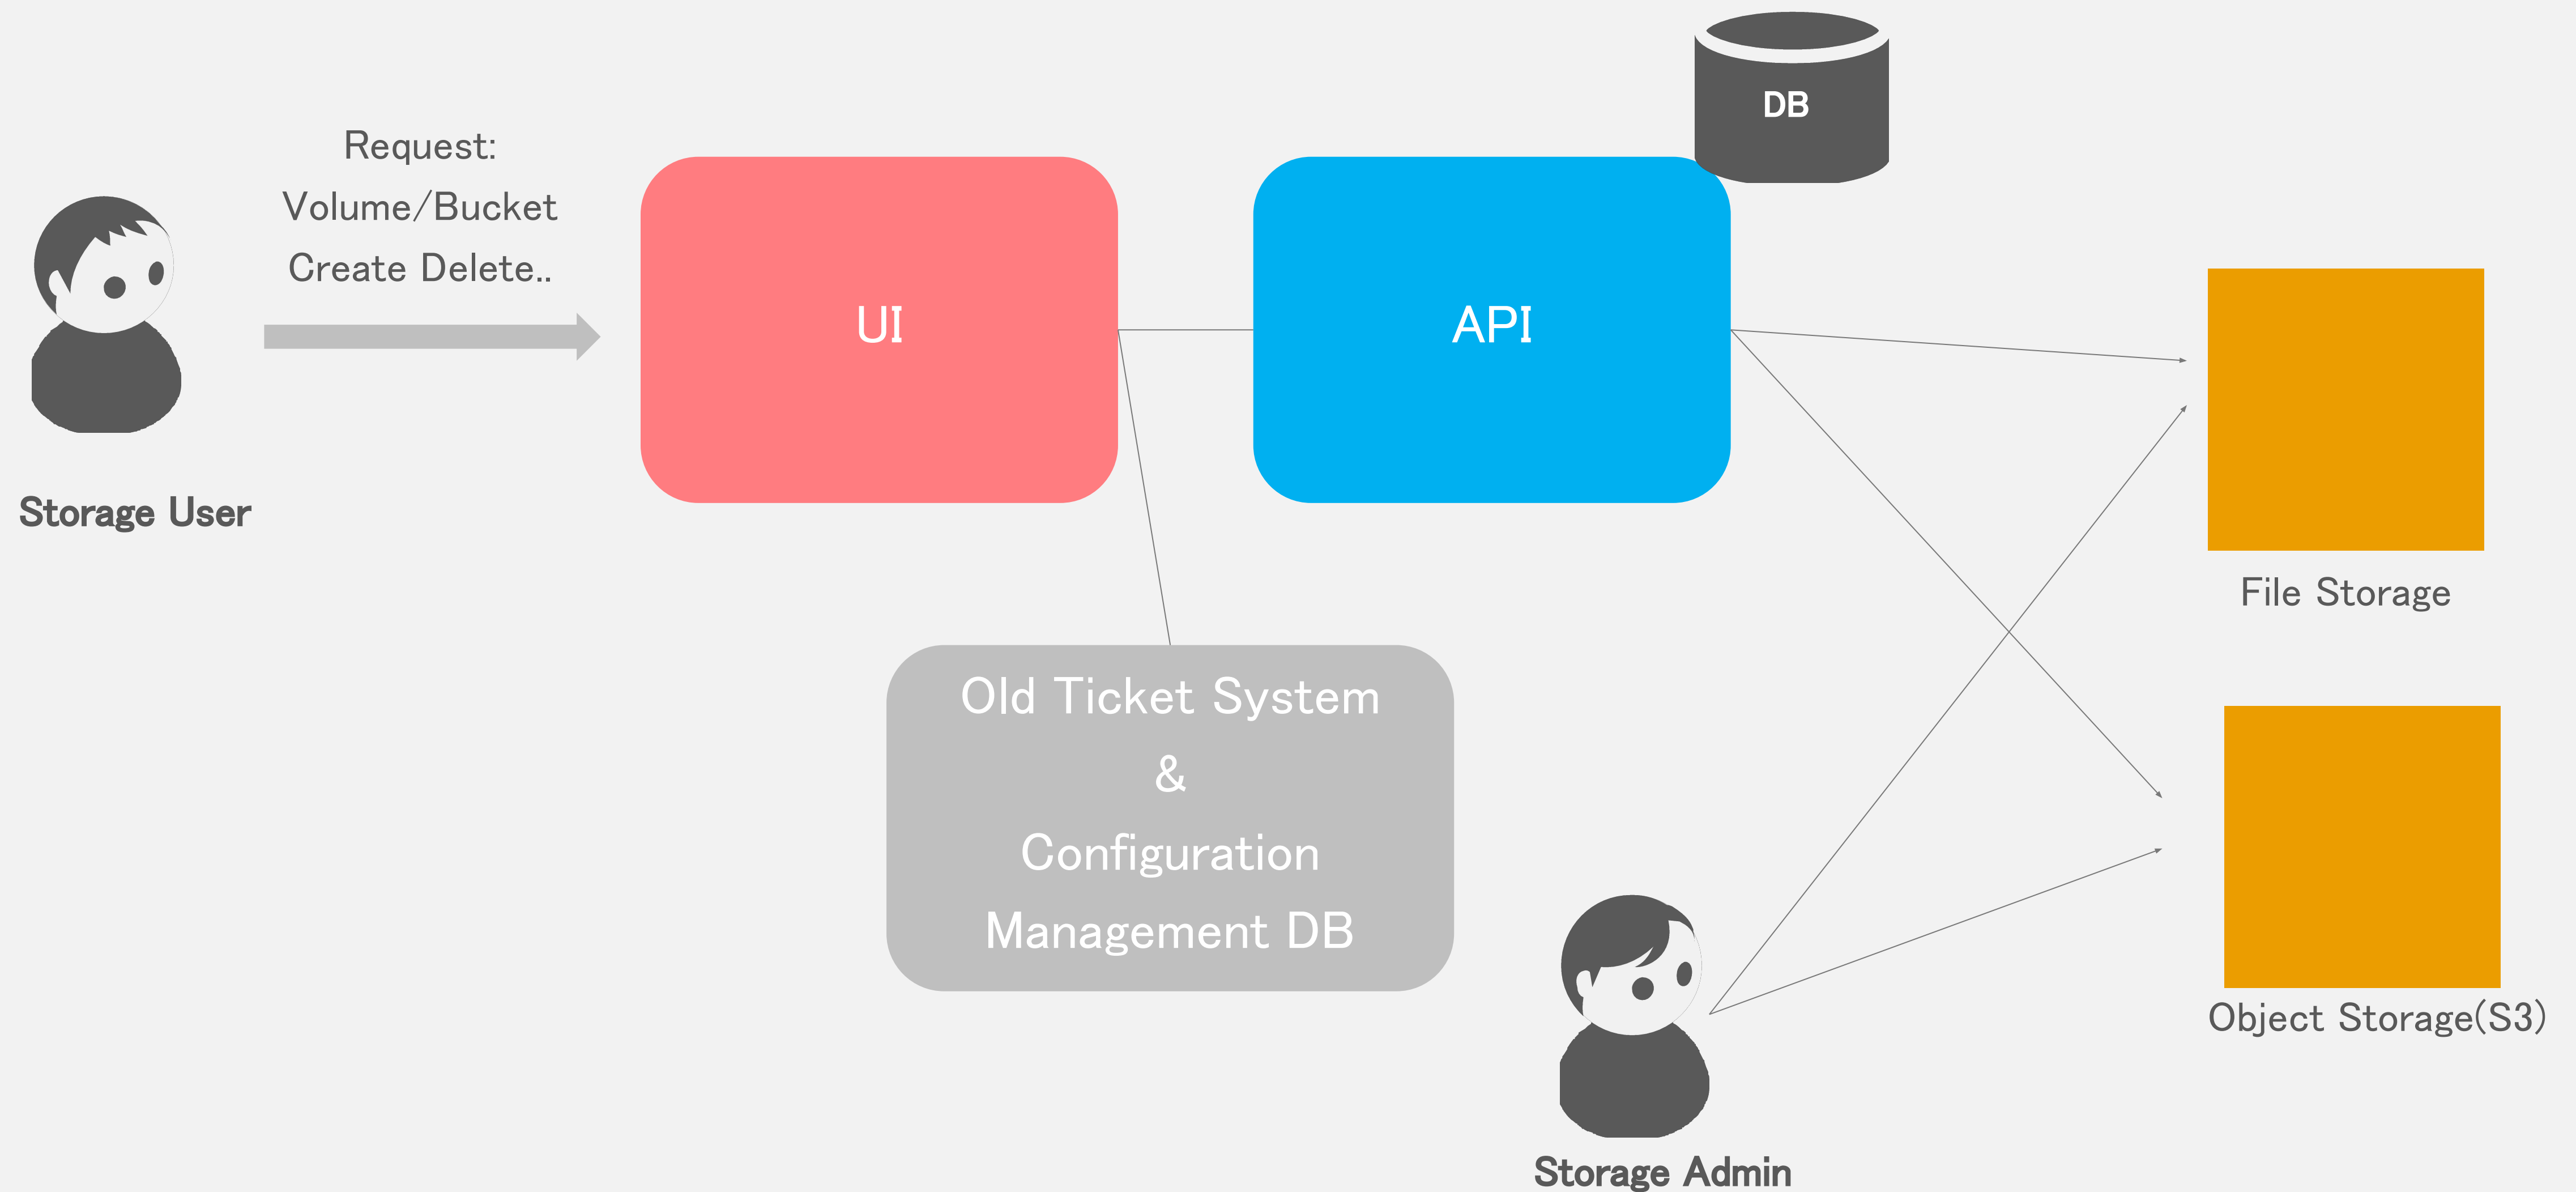 DB
Request:
Volume/Bucket
Create Delete..
UI
API
Storage User
File Storage
Old Ticket System
&
Configuration
Management DB
Object Storage(S3)
Storage Admin